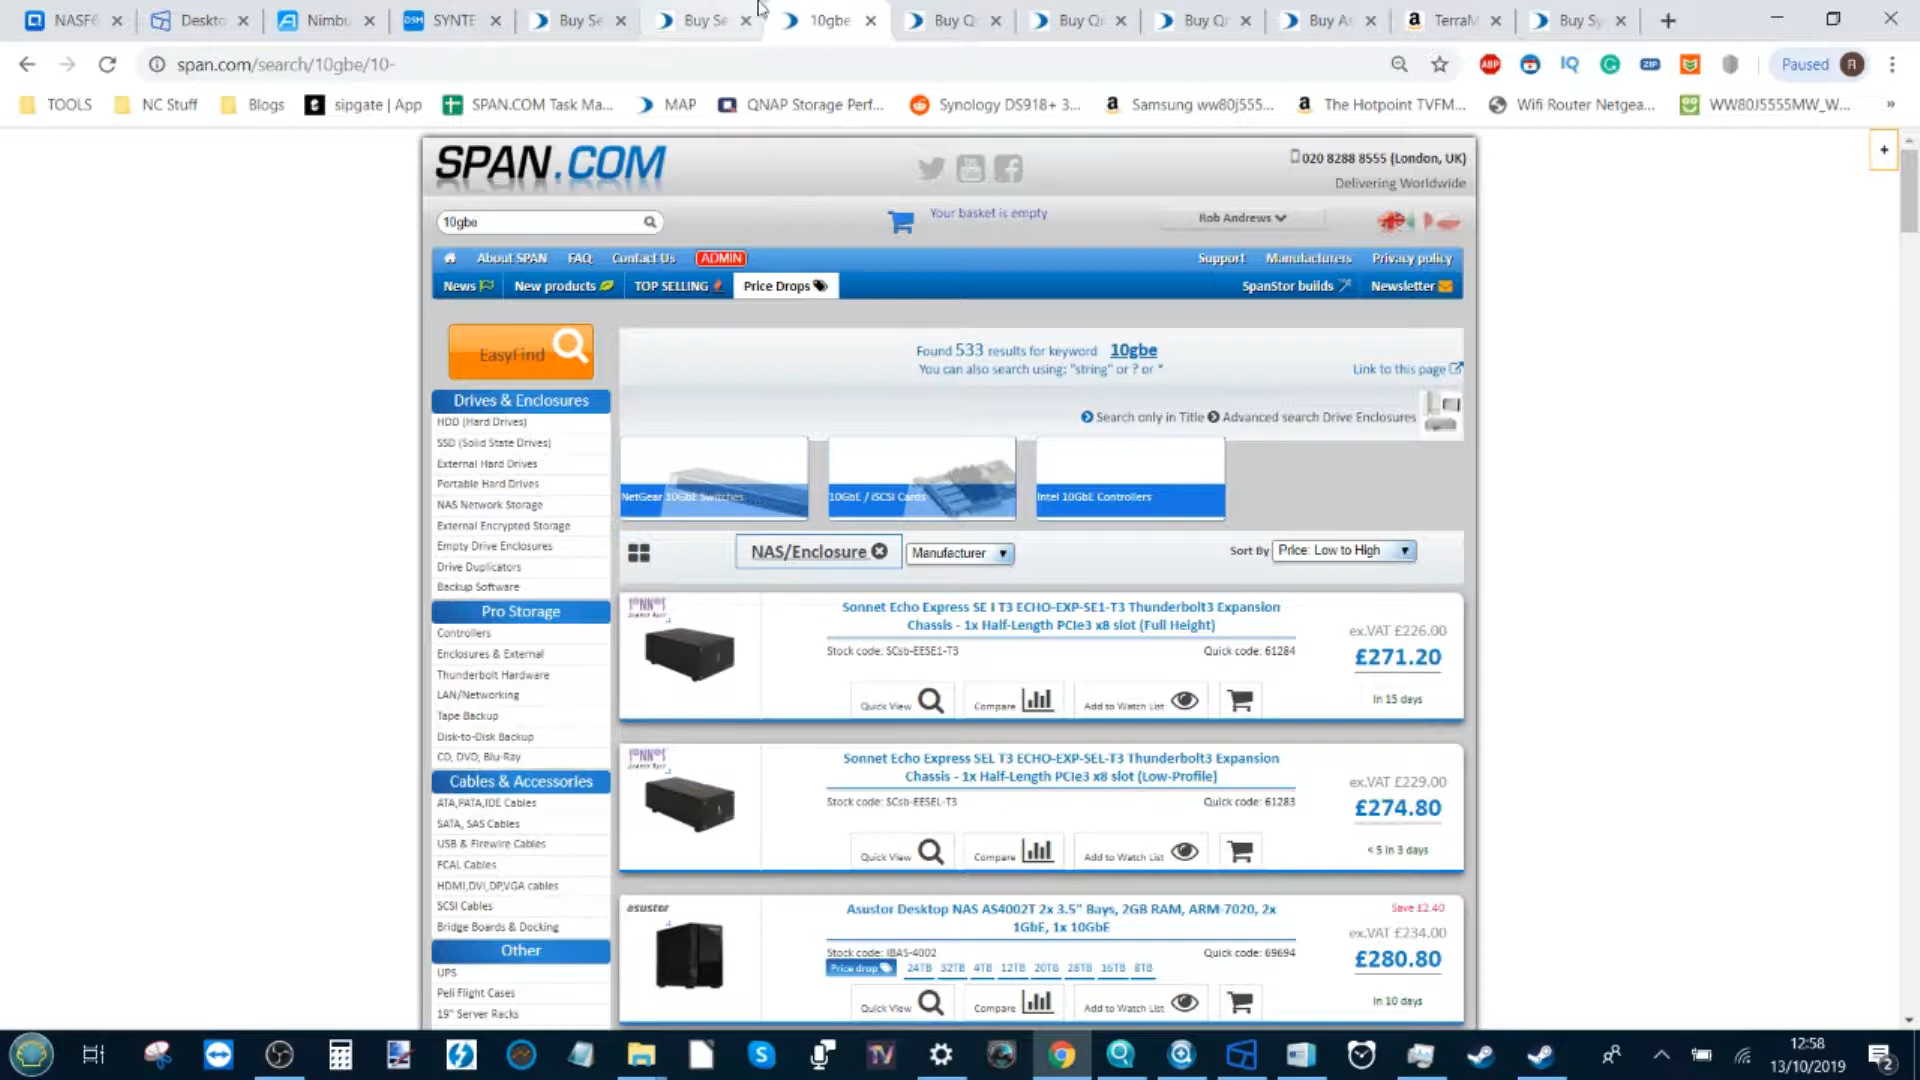 NASF
Deskto
Nimbu
SYNTE
Buy Se
Buy Se
10gbe
Buy Q
Buy Q
Buy Q
Buy A
TerraM
Buy Sy
span.com/search/10gbe/10-
Paused R
TOOLS
NC Stuff
Blogs
sipgate | App
SPAN.COM Task Ma...
MAP
QNAP Storage Perf...
Synology DS918+ 3...
Samsung ww80j555...
The Hotpoint TVFM...
Wifi Router Netgea...
WW80J5555MW_W...
SPAN.COM
020 8288 8555 (London, UK)
Delivering Worldwide
10gbe
Your basket is empty
Rob Andrews
About SPAN FAQ Contact Us ADMIN
Support Manufacturers Privacy policy
News New products TOP SELLING Price Drops
SpanStor builds Newsletter
EasyFind
Found 533 results for keyword 10gbe
You can also search using: "string" or ? or *
Link to this page
Search only in Title Advanced search Drive Enclosures
NetGear 10GbE Switches
10GbE / iSCSI Cards
Intel 10GbE Controllers
NAS/Enclosure
Manufacturer
Sort By Price: Low to High
Drives & Enclosures
HDD (Hard Drives)
SSD (Solid State Drives)
External Hard Drives
Portable Hard Drives
NAS Network Storage
External Encrypted Storage
Empty Drive Enclosures
Drive Duplicators
Backup Software
Pro Storage
Controllers
Enclosures & External
Thunderbolt Hardware
LAN/Networking
Tape Backup
Disk-to-Disk Backup
CD, DVD, Blu-Ray
Cables & Accessories
ATA,PATA,IDE Cables
SATA, SAS Cables
USB & Firewire Cables
FCAL Cables
HDMI,DVI,DP,VGA cables
SCSI Cables
Bridge Boards & Docking
Other
UPS
Peli Flight Cases
19" Server Racks
Sonnet Echo Express SE I T3 ECHO-EXP-SE1-T3 Thunderbolt3 Expansion
Chassis - 1x Half-Length PCIe3 x8 slot (Full Height)
Stock code: SCsb-EESE1-T3
Quick code: 61284
ex.VAT £226.00
£271.20
In 15 days
Quick View
Compare
Add to Watch List
Sonnet Echo Express SEL T3 ECHO-EXP-SEL-T3 Thunderbolt3 Expansion
Chassis - 1x Half-Length PCIe3 x8 slot (Low-Profile)
Stock code: SCsb-EESEL-T3
Quick code: 61283
ex.VAT £229.00
£274.80
< 5 in 3 days
Quick View
Compare
Add to Watch List
asustor
Asustor Desktop NAS AS4002T 2x 3.5" Bays, 2GB RAM, ARM-7020, 2x
1GbE, 1x 10GbE
Stock code: iBAS-4002
Quick code: 69694
Price drop 24TB 32TB 4TB 12TB 20TB 28TB 16TB 8TB
Save £2.40
ex.VAT £234.00
£280.80
In 10 days
Quick View
Compare
Add to Watch List
12:58
13/10/2019
2